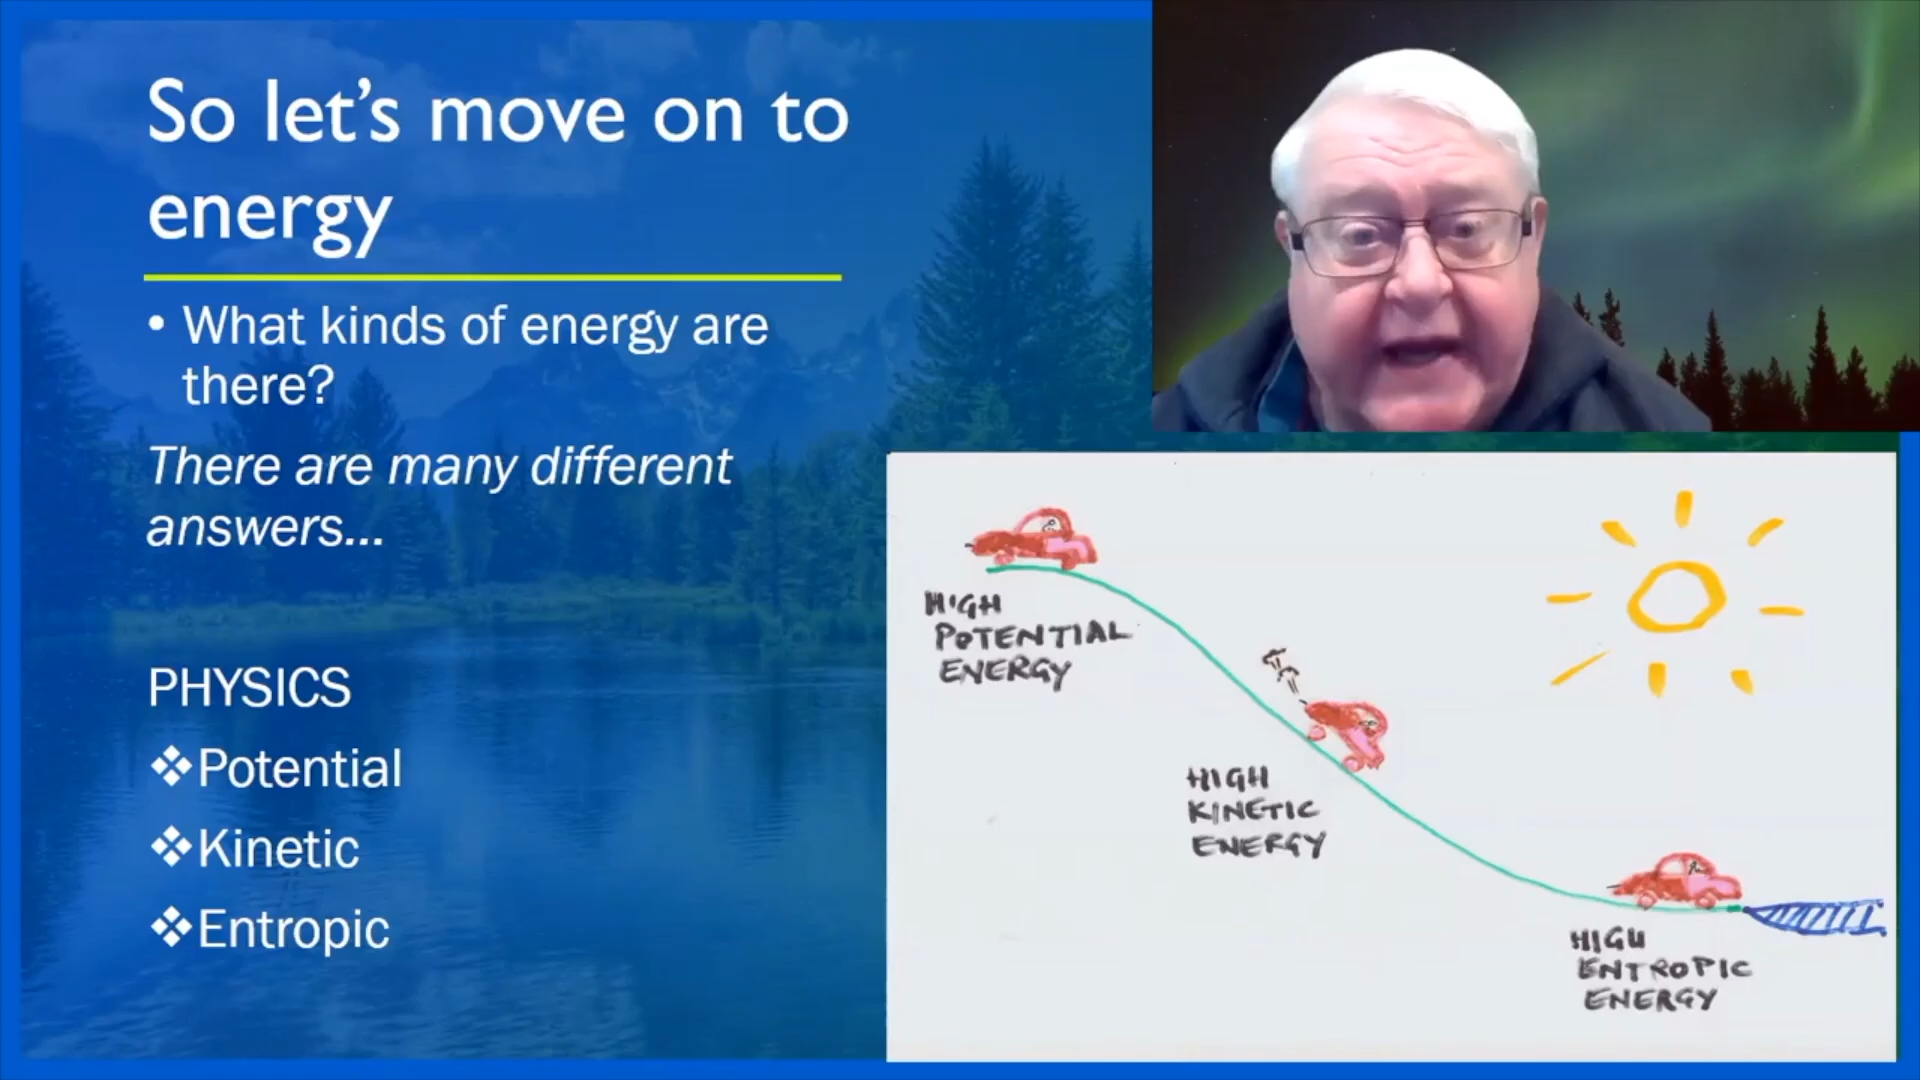 So let's move on to
energy
• What kinds of energy are
there?
There are many different
answers...
PHYSICS
❖Potential
❖Kinetic
❖Entropic
HIGH
POTENTIAL
ENERGY
HIGH
KINETIC
ENERGY
HIGH
ENTROPIC
ENERGY